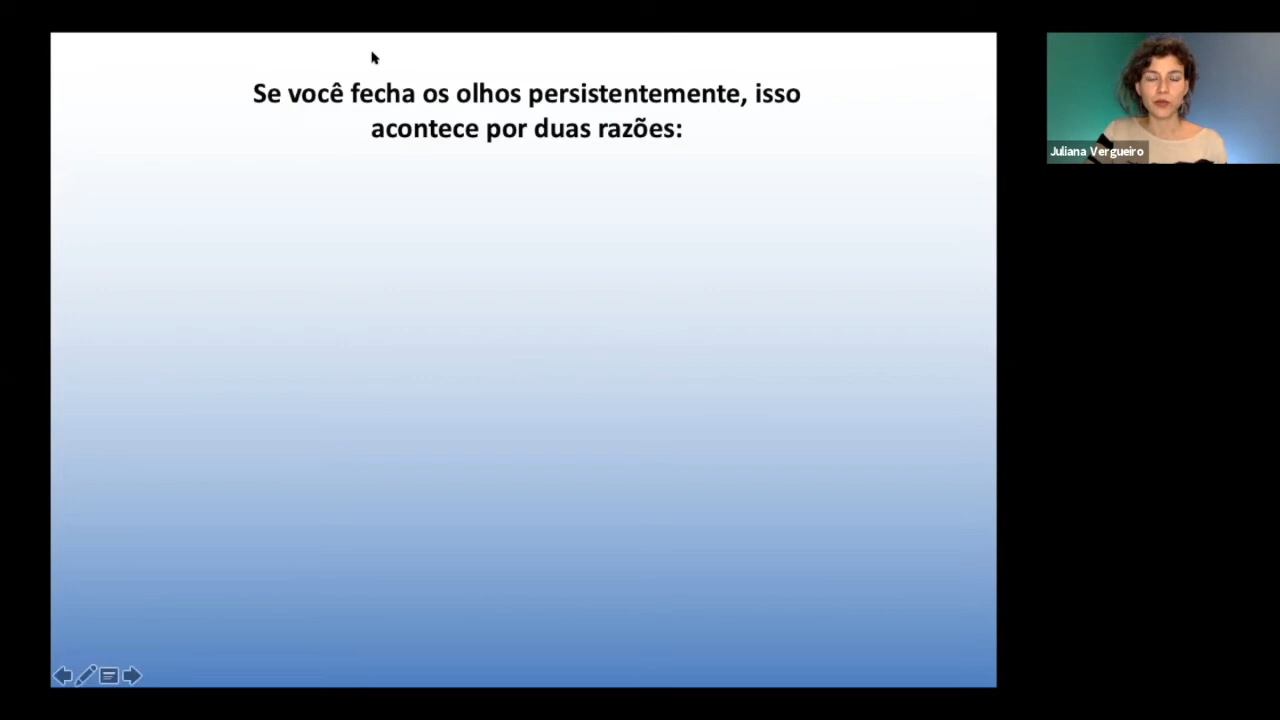 Se você fecha os olhos persistentemente, isso
acontece por duas razões:
Juliana Vergueiro